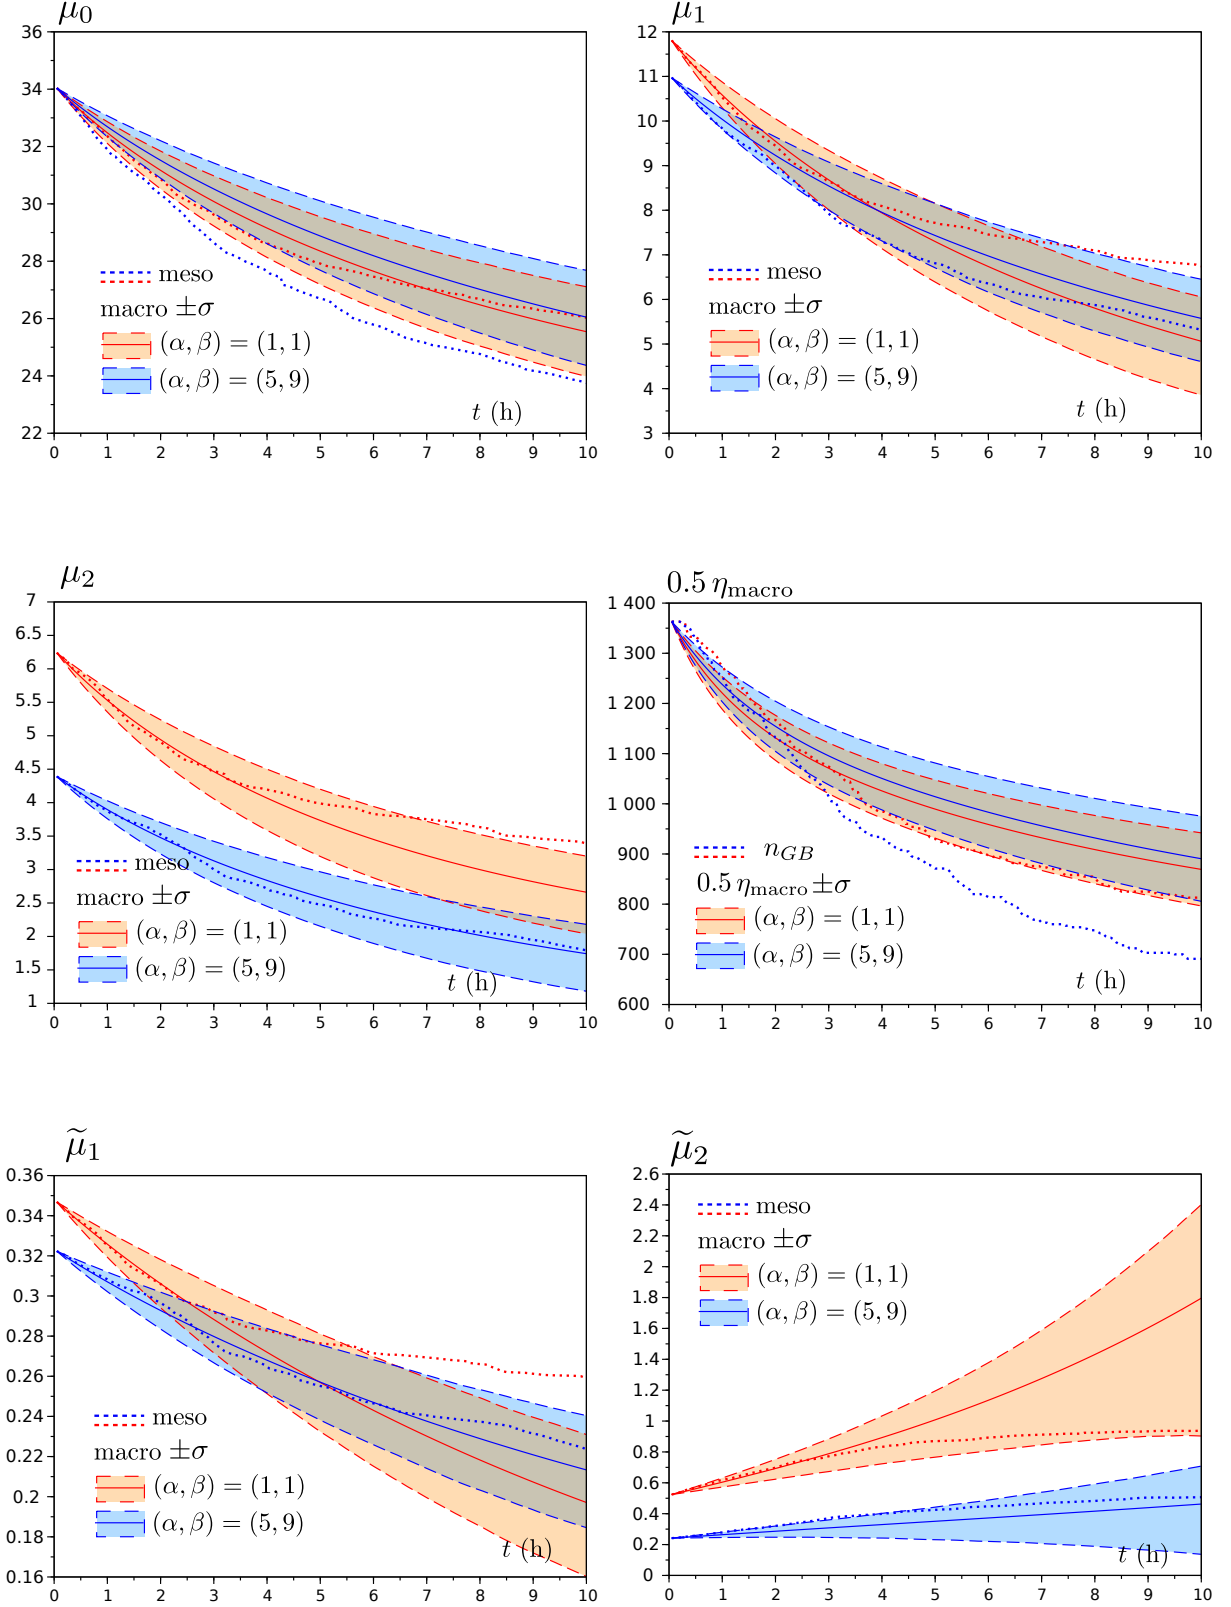 μ₀
36
34
32
30
28
26
24
22
meso
macro ±σ
(α, β) = (1, 1)
(α, β) = (5, 9)
t (h)
0 1 2 3 4 5 6 7 8 9 10
μ₁
12
11
10
9
8
7
6
5
4
3
meso
macro ±σ
(α, β) = (1, 1)
(α, β) = (5, 9)
t (h)
0 1 2 3 4 5 6 7 8 9 10
μ₂
7
6.5
6
5.5
5
4.5
4
3.5
3
2.5
2
1.5
1
meso
macro ±σ
(α, β) = (1, 1)
(α, β) = (5, 9)
t (h)
0 1 2 3 4 5 6 7 8 9 10
0.5 η_macro
1 400
1 300
1 200
1 100
1 000
900
800
700
600
n_GB
0.5 η_macro ±σ
(α, β) = (1, 1)
(α, β) = (5, 9)
t (h)
0 1 2 3 4 5 6 7 8 9 10
μ̃₁
0.36
0.34
0.32
0.3
0.28
0.26
0.24
0.22
0.2
0.18
0.16
meso
macro ±σ
(α, β) = (1, 1)
(α, β) = (5, 9)
t (h)
0 1 2 3 4 5 6 7 8 9 10
μ̃₂
2.6
2.4
2.2
2
1.8
1.6
1.4
1.2
1
0.8
0.6
0.4
0.2
0
meso
macro ±σ
(α, β) = (1, 1)
(α, β) = (5, 9)
t (h)
0 1 2 3 4 5 6 7 8 9 10